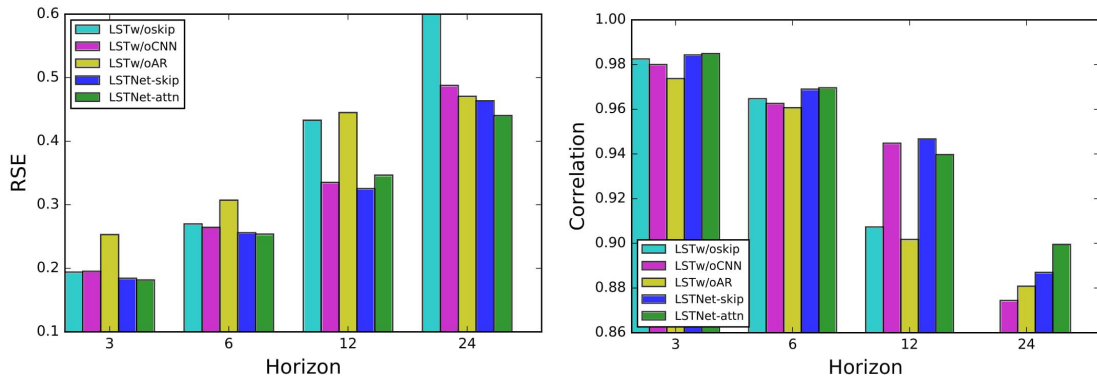 0.6
0.5
0.4
0.3
0.2
0.1
RSE
LSTw/oskip
LSTw/oCNN
LSTw/oAR
LSTNet-skip
LSTNet-attn
3 6 12 24
Horizon
1.00
0.98
0.96
0.94
0.92
0.90
0.88
0.86
Correlation
LSTw/oskip
LSTw/oCNN
LSTw/oAR
LSTNet-skip
LSTNet-attn
3 6 12 24
Horizon